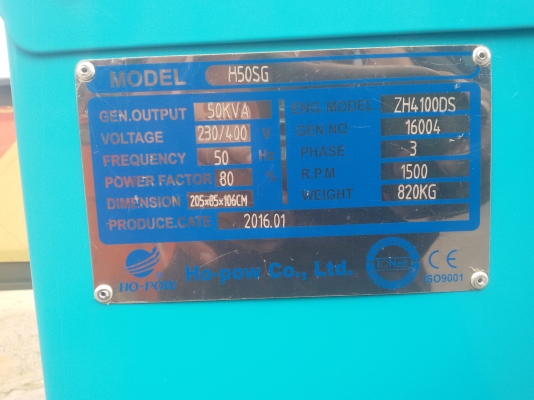 MODEL H50SG
GEN.OUTPUT 50KVA
VOLTAGE 230/400 V
FREQUENCY 50 Hz
POWER FACTOR 80 %
DIMENSION 205×85×106CM
PRODUCE.CATE 2016.01
ENG.MODEL ZH4100DS
GEN.NO 16004
PHASE 3
R.P.M 1500
WEIGHT 820KG
HO-POW
Ho-pow Co., Ltd.
CE
ISO9001